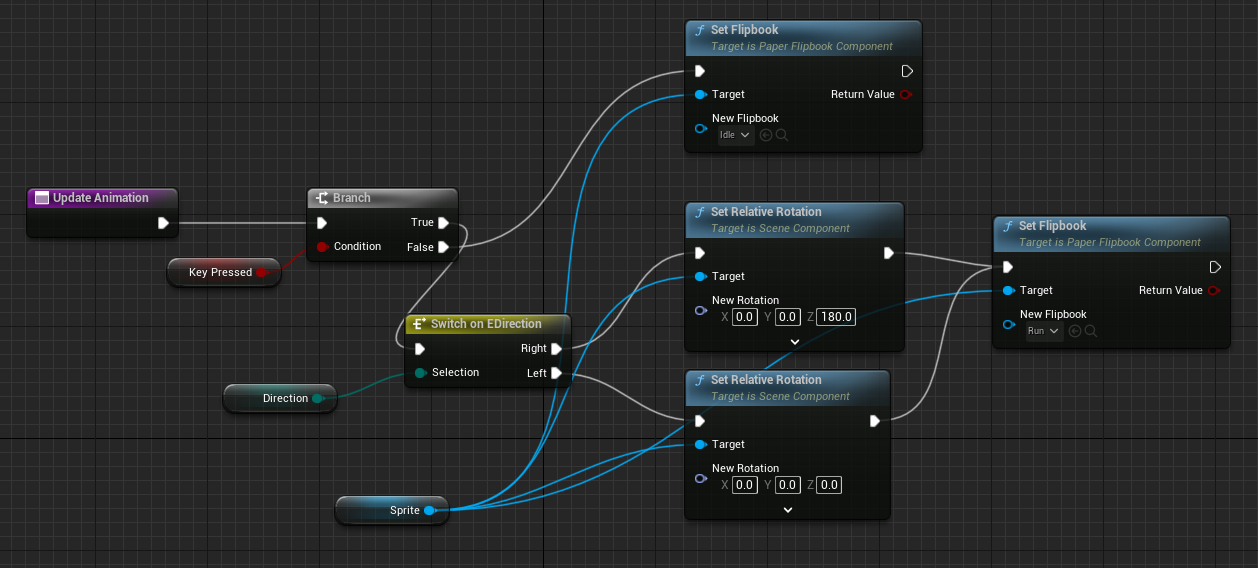 Set Flipbook
Target is Paper Flipbook Component
Target
Return Value
New Flipbook
Idle
Update Animation
Branch
True
Condition
False
Key Pressed
Set Relative Rotation
Target is Scene Component
Target
New Rotation
X 0.0 Y 0.0 Z 180.0
Set Flipbook
Target is Paper Flipbook Component
Target
Return Value
New Flipbook
Run
Switch on EDirection
Right
Selection
Left
Direction
Set Relative Rotation
Target is Scene Component
Target
New Rotation
X 0.0 Y 0.0 Z 0.0
Sprite